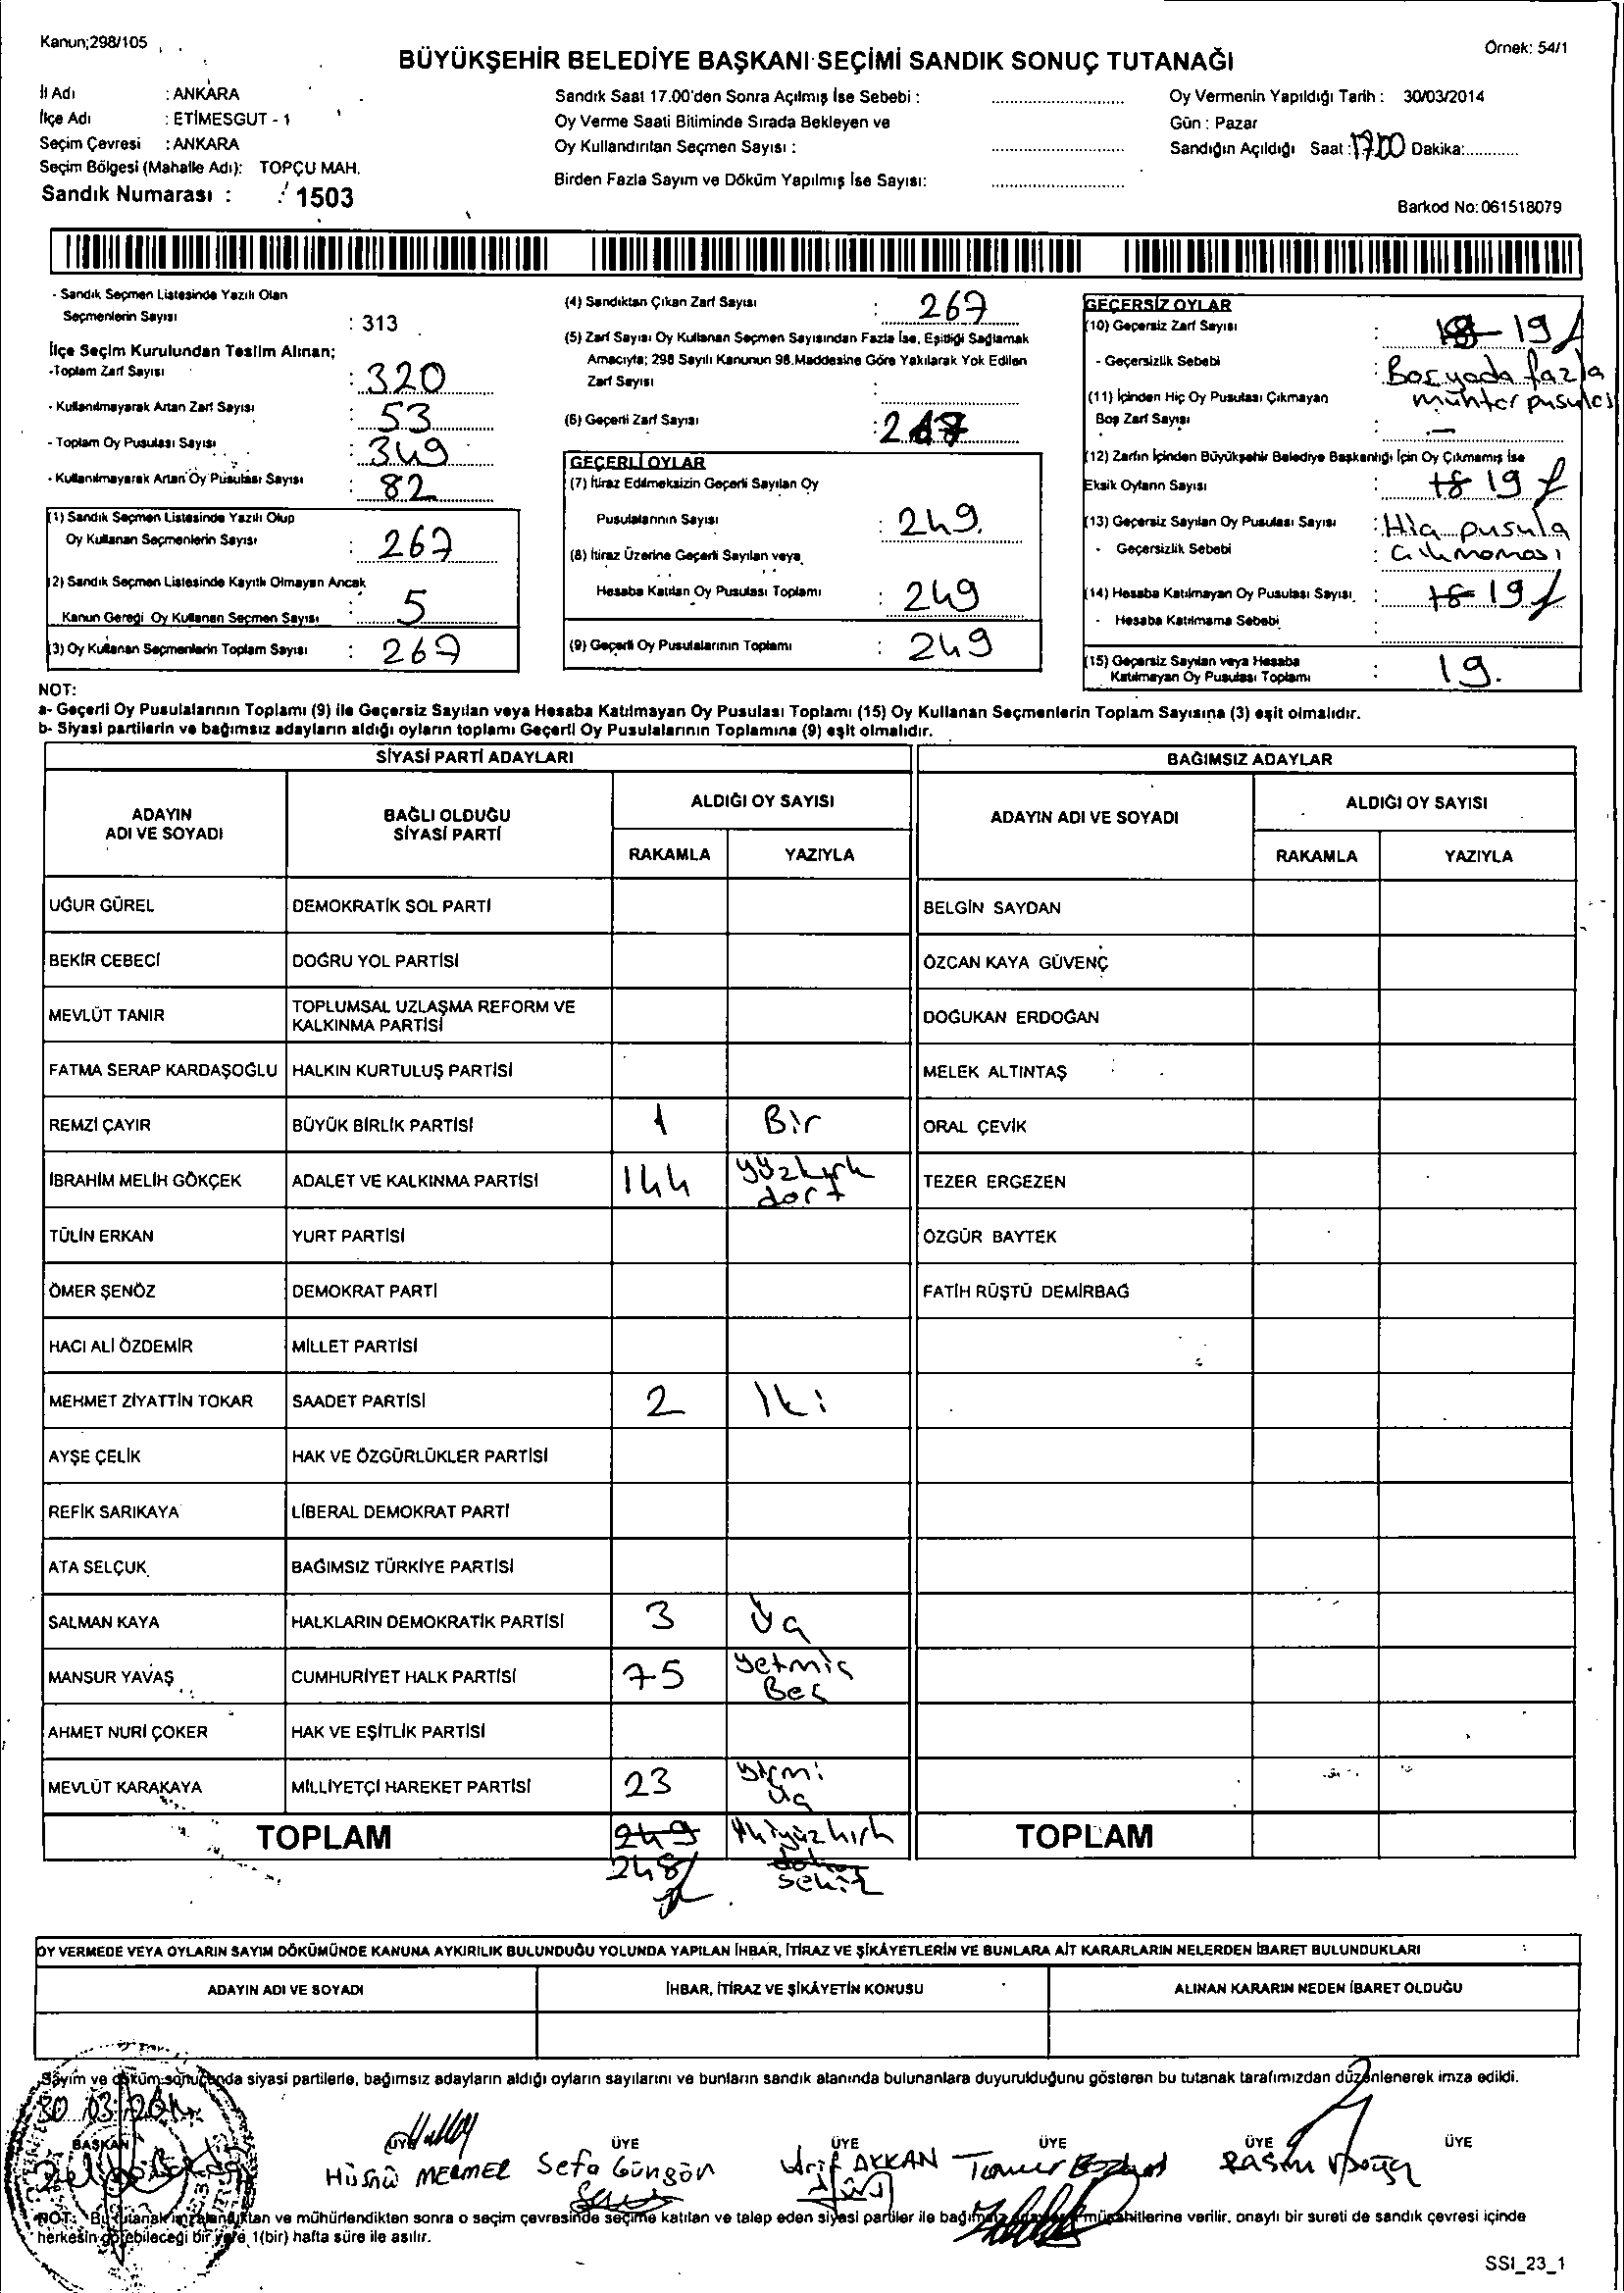 Kanun;298/105
Örnek: 54/1
BÜYÜKŞEHİR BELEDİYE BAŞKANI SEÇİMİ SANDIK SONUÇ TUTANAĞI
İl Adı : ANKARA
İlçe Adı : ETİMESGUT - 1
Seçim Çevresi : ANKARA
Seçim Bölgesi (Mahalle Adı): TOPÇU MAH.
Sandık Numarası : 1503
Sandık Saat 17.00'den Sonra Açılmış İse Sebebi :
Oy Verme Saati Bitiminde Sırada Bekleyen ve
Oy Kullandırılan Seçmen Sayısı :
Birden Fazla Sayım ve Döküm Yapılmış İse Sayısı:
Oy Vermenin Yapıldığı Tarih : 30/03/2014
Gün : Pazar
Sandığın Açıldığı Saat : 17.00 Dakika:
Barkod No: 061518079
- Sandık Seçmen Listesinde Yazılı Olan
Seçmenlerin Sayısı : 313
İlçe Seçim Kurulundan Teslim Alınan;
-Toplam Zarf Sayısı : 320
- Kullanılmayarak Artan Zarf Sayısı : 53
- Toplam Oy Pusulası Sayısı : 349
- Kullanılmayarak Artan Oy Pusulası Sayısı : 82
(1) Sandık Seçmen Listesinde Yazılı Olup
Oy Kullanan Seçmenlerin Sayısı : 267
(2) Sandık Seçmen Listesinde Kayıtlı Olmayan Ancak
Kanun Gereği Oy Kullanan Seçmen Sayısı : 5
(3) Oy Kullanan Seçmenlerin Toplam Sayısı : 267
(4) Sandıktan Çıkan Zarf Sayısı : 267
(5) Zarf Sayısı Oy Kullanan Seçmen Sayısından Fazla İse, Eşitliği Sağlamak
Amacıyla; 298 Sayılı Kanunun 98.Maddesine Göre Yakılarak Yok Edilen
Zarf Sayısı :
(6) Geçerli Zarf Sayısı : 267
GEÇERLİ OYLAR
(7) İtiraz Edilmeksizin Geçerli Sayılan Oy
Pusulalarının Sayısı : 249
(8) İtiraz Üzerine Geçerli Sayılan veya
Hesaba Katılan Oy Pusulası Toplamı : 249
(9) Geçerli Oy Pusulalarının Toplamı : 249
GEÇERSİZ OYLAR
(10) Geçersiz Zarf Sayısı : 18 19
- Geçersizlik Sebebi : Boşyada fazla
muhtar pusulası
(11) İçinden Hiç Oy Pusulası Çıkmayan
Boş Zarf Sayısı : -
(12) Zarfın İçinden Büyükşehir Belediye Başkanlığı İçin Oy Çıkmamış İse
Eksik Oyların Sayısı : 18 19
(13) Geçersiz Sayılan Oy Pusulası Sayısı : Hiç pusula
- Geçersizlik Sebebi : Çıkmaması
(14) Hesaba Katılmayan Oy Pusulası Sayısı : 18 19
- Hesaba Katılmama Sebebi :
(15) Geçersiz Sayılan veya Hesaba
Katılmayan Oy Pusulası Toplamı : 19.
NOT:
a- Geçerli Oy Pusulalarının Toplamı (9) ile Geçersiz Sayılan veya Hesaba Katılmayan Oy Pusulası Toplamı (15) Oy Kullanan Seçmenlerin Toplam Sayısına (3) eşit olmalıdır.
b- Siyasi partilerin ve bağımsız adayların aldığı oyların toplamı Geçerli Oy Pusulalarının Toplamına (9) eşit olmalıdır.
SİYASİ PARTİ ADAYLARI BAĞIMSIZ ADAYLAR
ADAYIN ADI VE SOYADI BAĞLI OLDUĞU SİYASİ PARTİ ALDIĞI OY SAYISI ADAYIN ADI VE SOYADI ALDIĞI OY SAYISI
RAKAMLA YAZIYLA RAKAMLA YAZIYLA
UĞUR GÜREL DEMOKRATİK SOL PARTİ BELGİN SAYDAN
BEKİR CEBECİ DOĞRU YOL PARTİSİ ÖZCAN KAYA GÜVENÇ
MEVLÜT TANIR TOPLUMSAL UZLAŞMA REFORM VE KALKINMA PARTİSİ DOĞUKAN ERDOĞAN
FATMA SERAP KARDAŞOĞLU HALKIN KURTULUŞ PARTİSİ MELEK ALTINTAŞ
REMZİ ÇAYIR BÜYÜK BİRLİK PARTİSİ 1 Bir ORAL ÇEVİK
İBRAHİM MELİH GÖKÇEK ADALET VE KALKINMA PARTİSİ 144 yüzkırk dört TEZER ERGEZEN
TÜLİN ERKAN YURT PARTİSİ ÖZGÜR BAYTEK
ÖMER ŞENÖZ DEMOKRAT PARTİ FATİH RÜŞTÜ DEMİRBAĞ
HACI ALİ ÖZDEMİR MİLLET PARTİSİ
MEHMET ZİYATTİN TOKAR SAADET PARTİSİ 2 İki
AYŞE ÇELİK HAK VE ÖZGÜRLÜKLER PARTİSİ
REFİK SARIKAYA LİBERAL DEMOKRAT PARTİ
ATA SELÇUK BAĞIMSIZ TÜRKİYE PARTİSİ
SALMAN KAYA HALKLARIN DEMOKRATİK PARTİSİ 3 Üç
MANSUR YAVAŞ CUMHURİYET HALK PARTİSİ 75 Yetmiş Beş
AHMET NURİ ÇOKER HAK VE EŞİTLİK PARTİSİ
MEVLÜT KARAKAYA MİLLİYETÇİ HAREKET PARTİSİ 23 yirmi üç
TOPLAM 249 İkiyüzkırk dokuz TOPLAM
248 sekiz
OY VERMEDE VEYA OYLARIN SAYIM DÖKÜMÜNDE KANUNA AYKIRILIK BULUNDUĞU YOLUNDA YAPILAN İHBAR, İTİRAZ VE ŞİKÂYETLERİN VE BUNLARA AİT KARARLARIN NELERDEN İBARET BULUNDUKLARI :
ADAYIN ADI VE SOYADI İHBAR, İTİRAZ VE ŞİKÂYETİN KONUSU ALINAN KARARIN NEDEN İBARET OLDUĞU
Sayım ve döküm sonucunda siyasi partilerle, bağımsız adayların aldığı oyların sayılarını ve bunların sandık alanında bulunanlara duyurulduğunu gösteren bu tutanak tarafımızdan düzenlenerek imza edildi.
30.03.2014
BAŞKAN ÜYE ÜYE ÜYE ÜYE ÜYE ÜYE
Hüsnü MERMER Sefa Güngön Arif AKKAN
NOT: Bu tutanak imzalandıktan ve mühürlendikten sonra o seçim çevresinde seçime katılan ve talep eden siyasi partiler ile bağımsız adayların müşahitlerine verilir, onaylı bir sureti de sandık çevresi içinde
herkesin görebileceği bir yere 1(bir) hafta süre ile asılır.
SSI_23_1